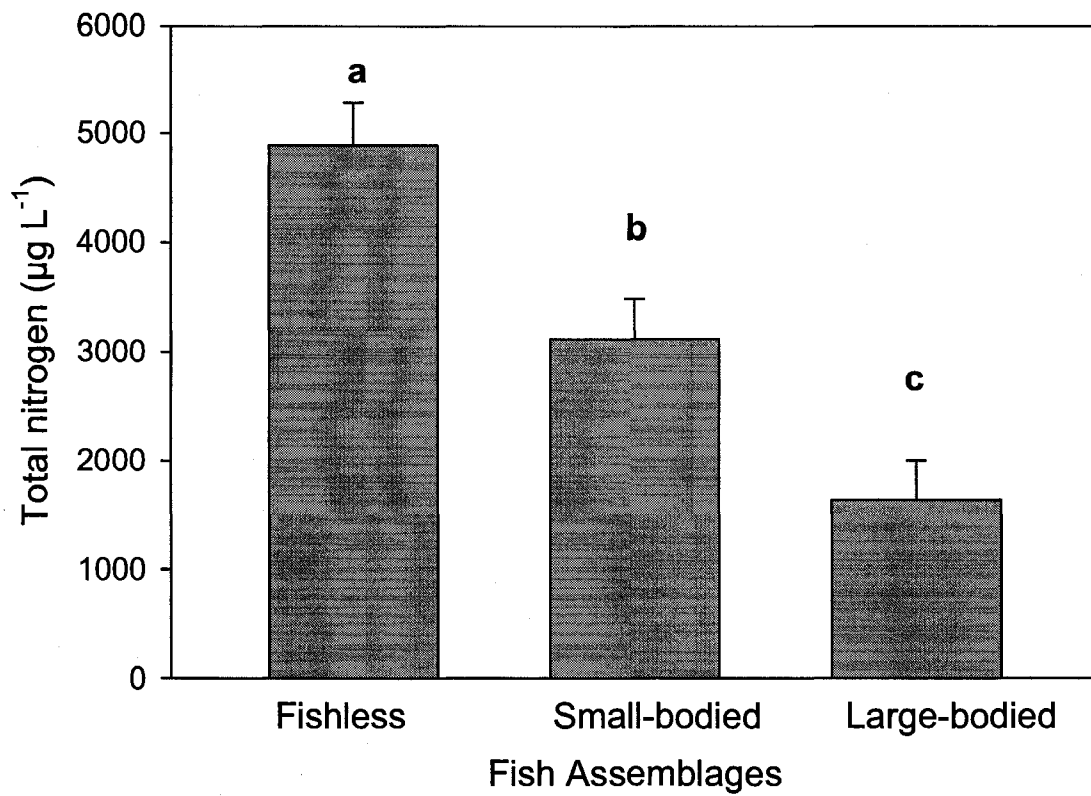 Total nitrogen (µg L⁻¹)
6000
5000
4000
3000
2000
1000
0
a
b
c
Fishless
Small-bodied
Large-bodied
Fish Assemblages